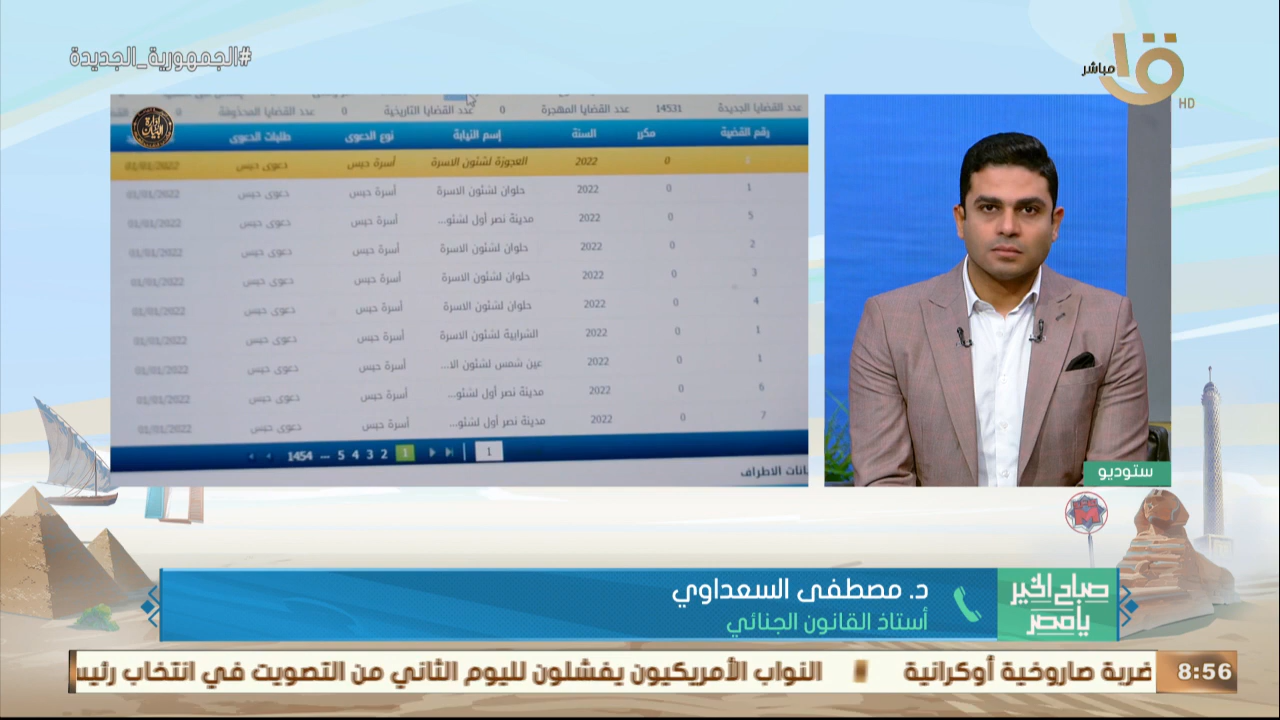 #الجمهورية_الجديدة
مباشر
HD
عدد القضايا الجديدة 14531 عدد القضايا المهجرة 0 عدد القضايا التاريخية 0 عدد القضايا المحذوفة
رقم القضية مكرر السنة إسم النيابة نوع الدعوى طلبات الدعوى
1 0 2022 العجوزة لشئون الاسرة أسرة حبس دعوى حبس 01/01/2022
1 0 2022 حلوان لشئون الاسرة أسرة حبس دعوى حبس 01/01/2022
5 0 2022 مدينة نصر أول لشئو... أسرة حبس دعوى حبس 01/01/2022
2 0 2022 حلوان لشئون الاسرة أسرة حبس دعوى حبس 01/01/2022
3 0 2022 حلوان لشئون الاسرة أسرة حبس دعوى حبس 01/01/2022
4 0 2022 حلوان لشئون الاسرة أسرة حبس دعوى حبس 01/01/2022
1 0 2022 الشرابية لشئون الاسرة أسرة حبس دعوى حبس 01/01/2022
1 0 2022 عين شمس لشئون الا... أسرة حبس دعوى حبس 01/01/2022
6 0 2022 مدينة نصر أول لشئو... أسرة حبس دعوى حبس 01/01/2022
7 0 2022 مدينة نصر أول لشئو... أسرة حبس دعوى حبس 01/01/2022
1454 ... 5 4 3 2 1 1
انات الاطراف
ستوديو
صباح الخير
يا مصر
د. مصطفى السعداوي
أستاذ القانون الجنائي
8:56
ضربة صاروخية أوكرانية النواب الأمريكيون يفشلون لليوم الثاني من التصويت في انتخاب رئيس